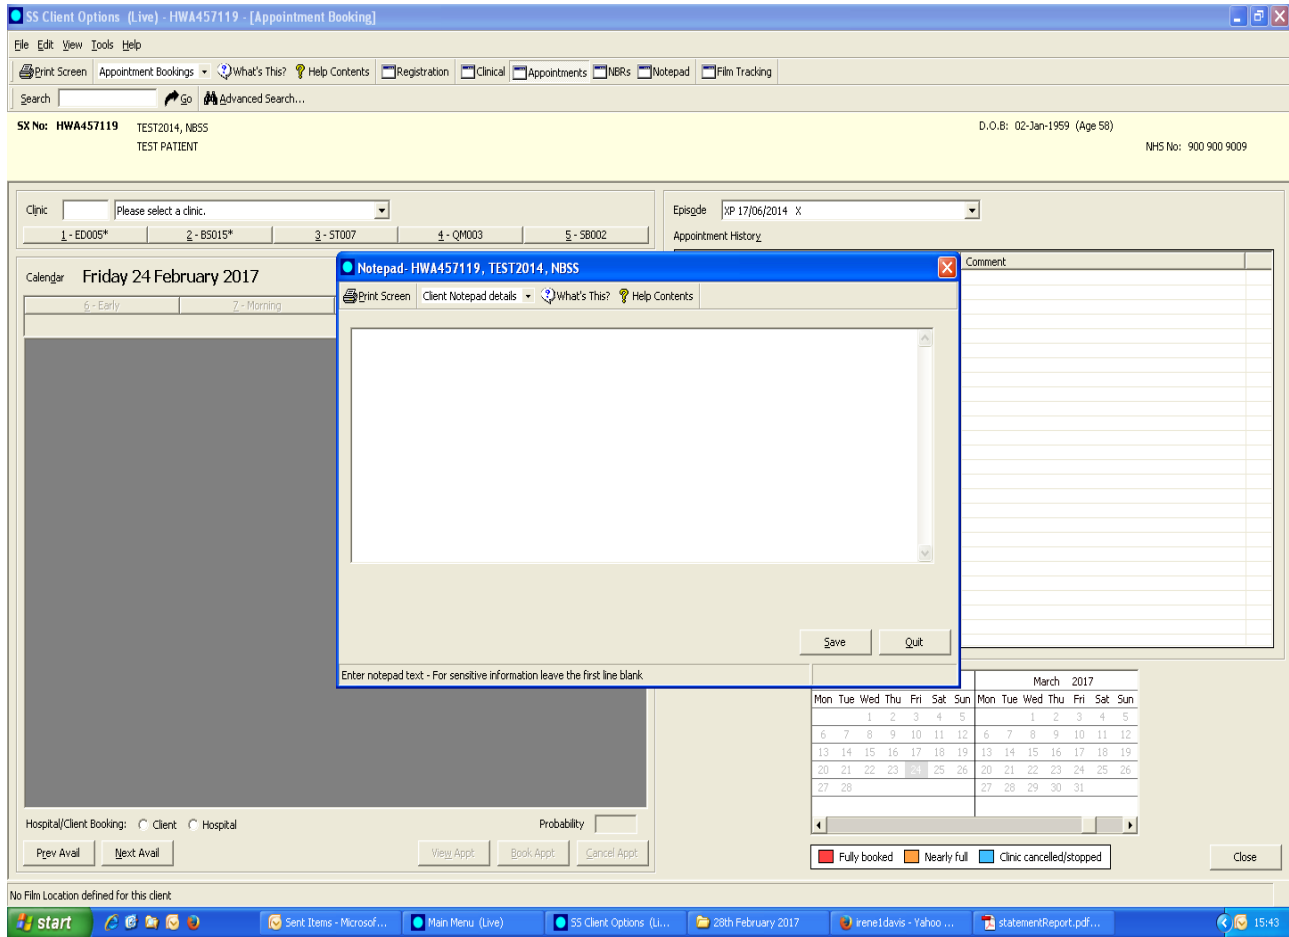 SS Client Options (Live) - HWA457119 - [Appointment Booking]
File Edit View Tools Help
Print Screen Appointment Bookings What's This? Help Contents Registration Clinical Appointments NBRs Notepad Film Tracking
Search Go Advanced Search...
SX No: HWA457119 TEST2014, NBSS D.O.B: 02-Jan-1959 (Age 58)
TEST PATIENT NHS No: 900 900 9009
Clinic Please select a clinic. Episode XP 17/06/2014 X
1 - ED005* 2 - BS015* 3 - ST007 4 - QM003 5 - SB002 Appointment History
Calendar Friday 24 February 2017 Comment
6 - Early 7 - Morning
Notepad- HWA457119, TEST2014, NBSS
Print Screen Client Notepad details What's This? Help Contents
Save Quit
Enter notepad text - For sensitive information leave the first line blank
March 2017
Mon Tue Wed Thu Fri Sat Sun Mon Tue Wed Thu Fri Sat Sun
1 2 3 4 5 1 2 3 4 5
6 7 8 9 10 11 12 6 7 8 9 10 11 12
13 14 15 16 17 18 19 13 14 15 16 17 18 19
20 21 22 23 24 25 26 20 21 22 23 24 25 26
27 28 27 28 29 30 31
Hospital/Client Booking: Client Hospital Probability
Prev Avail Next Avail View Appt Book Appt Cancel Appt Fully booked Nearly full Clinic cancelled/stopped Close
No Film Location defined for this client
start Sent Items - Microsof... Main Menu (Live) SS Client Options (Li... 28th February 2017 irene1davis - Yahoo ... statementReport.pdf... 15:43